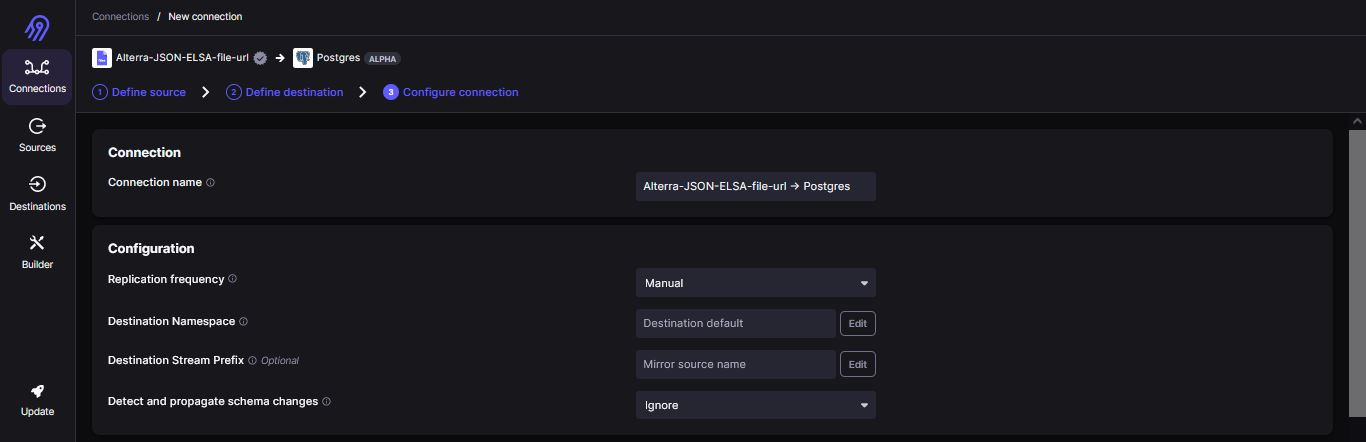 Connections / New connection
Alterra-JSON-ELSA-file-url → Postgres ALPHA
1 Define source > 2 Define destination > 3 Configure connection
Connections
Sources
Destinations
Builder
Update
Connection
Connection name Alterra-JSON-ELSA-file-url → Postgres
Configuration
Replication frequency Manual
Destination Namespace Destination default Edit
Destination Stream Prefix Optional Mirror source name Edit
Detect and propagate schema changes Ignore